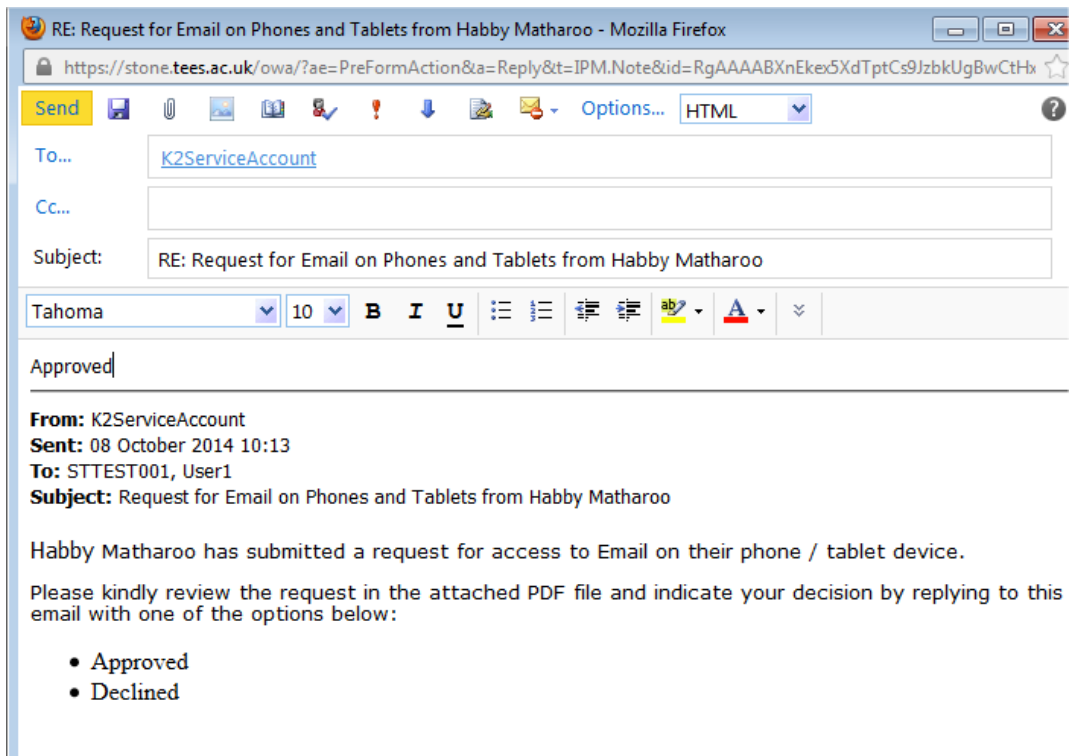 RE: Request for Email on Phones and Tablets from Habby Matharoo - Mozilla Firefox
https://stone.tees.ac.uk/owa/?ae=PreFormAction&a=Reply&t=IPM.Note&id=RgAAAABXnEkex5XdTptCs9JzbkUgBwCtHx
Send Options... HTML
To... K2ServiceAccount
Cc...
Subject: RE: Request for Email on Phones and Tablets from Habby Matharoo
Tahoma 10 B I U ab A
Approved
From: K2ServiceAccount
Sent: 08 October 2014 10:13
To: STTEST001, User1
Subject: Request for Email on Phones and Tablets from Habby Matharoo
Habby Matharoo has submitted a request for access to Email on their phone / tablet device.
Please kindly review the request in the attached PDF file and indicate your decision by replying to this
email with one of the options below:
• Approved
• Declined